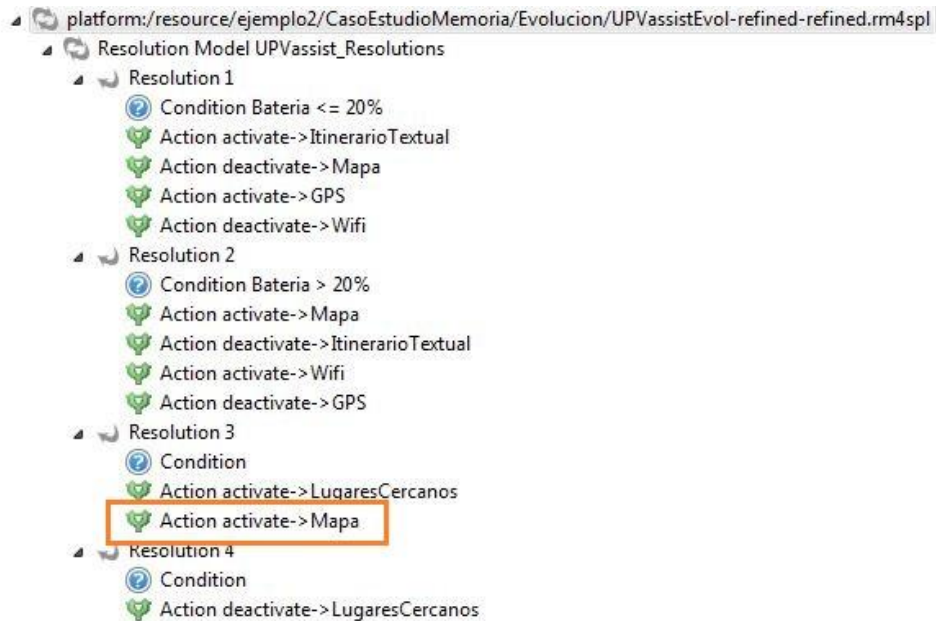 platform:/resource/ejemplo2/CasoEstudioMemoria/Evolucion/UPVassistEvol-refined-refined.rm4spl
Resolution Model UPVassist_Resolutions
Resolution 1
Condition Bateria <= 20%
Action activate->ItinerarioTextual
Action deactivate->Mapa
Action activate->GPS
Action deactivate->Wifi
Resolution 2
Condition Bateria > 20%
Action activate->Mapa
Action deactivate->ItinerarioTextual
Action activate->Wifi
Action deactivate->GPS
Resolution 3
Condition
Action activate->LugaresCercanos
Action activate->Mapa
Resolution 4
Condition
Action deactivate->LugaresCercanos